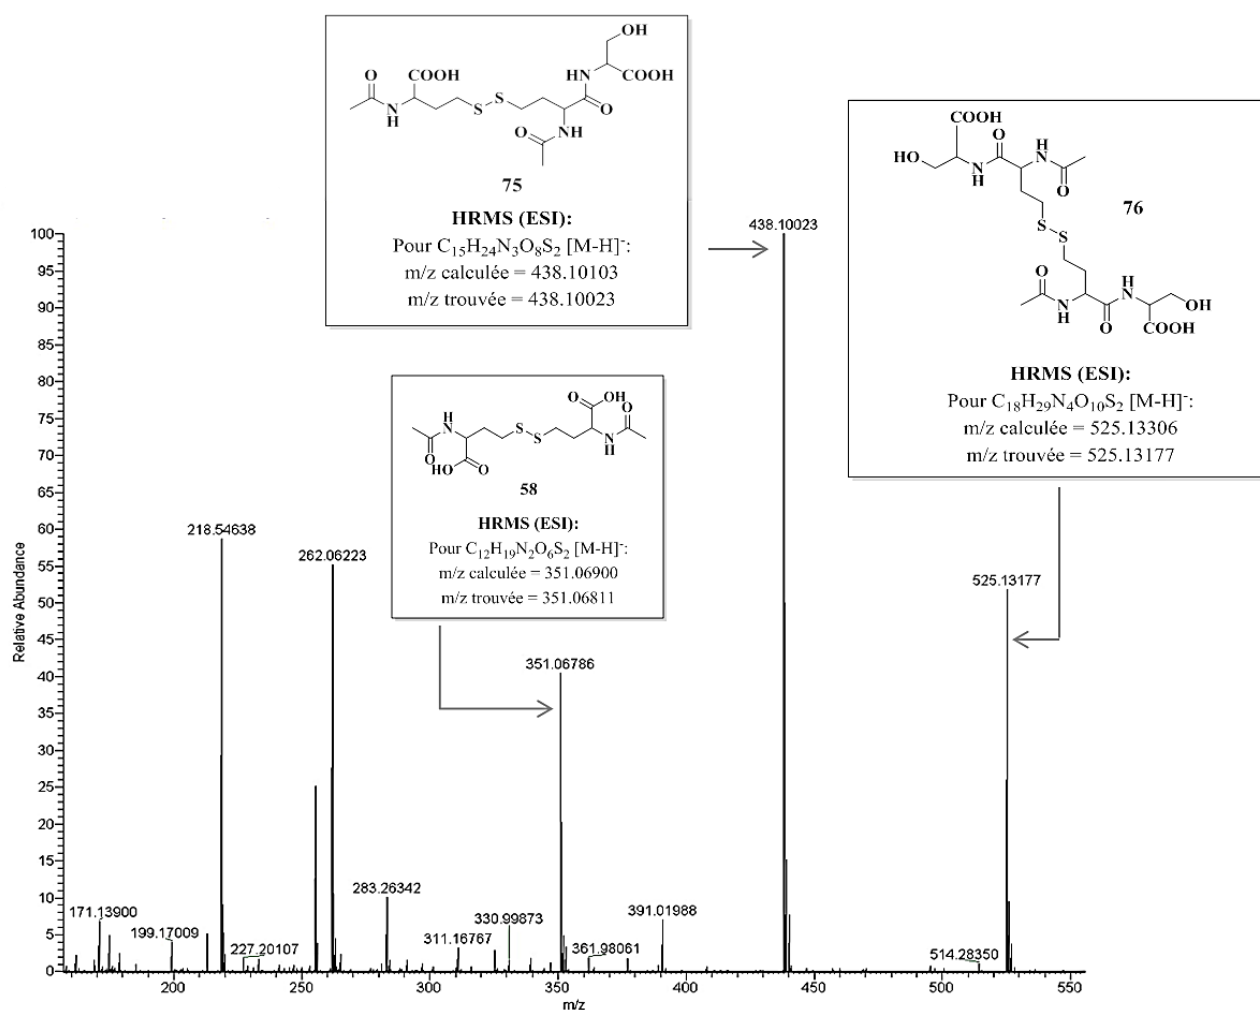 OH
O
COOH
HN
COOH
N
H
S
S
O
O
NH
75
HRMS (ESI):
Pour C₁₅H₂₄N₃O₈S₂ [M-H]⁻:
m/z calculée = 438.10103
m/z trouvée = 438.10023
COOH
O
H
N
HO
N
H
O
S
S
76
O
H
N
OH
N
H
O
COOH
HRMS (ESI):
Pour C₁₈H₂₉N₄O₁₀S₂ [M-H]⁻:
m/z calculée = 525.13306
m/z trouvée = 525.13177
O
OH
H
N
S
S
O
O
N
H
HO
O
58
HRMS (ESI):
Pour C₁₂H₁₉N₂O₆S₂ [M-H]⁻:
m/z calculée = 351.06900
m/z trouvée = 351.06811
438.10023
525.13177
218.54638
262.06223
351.06786
283.26342
171.13900
199.17009
227.20107
311.16767
330.99873
361.98061
391.01988
514.28350
Relative Abundance
100
95
90
85
80
75
70
65
60
55
50
45
40
35
30
25
20
15
10
5
0
200
250
300
350
400
450
500
550
m/z